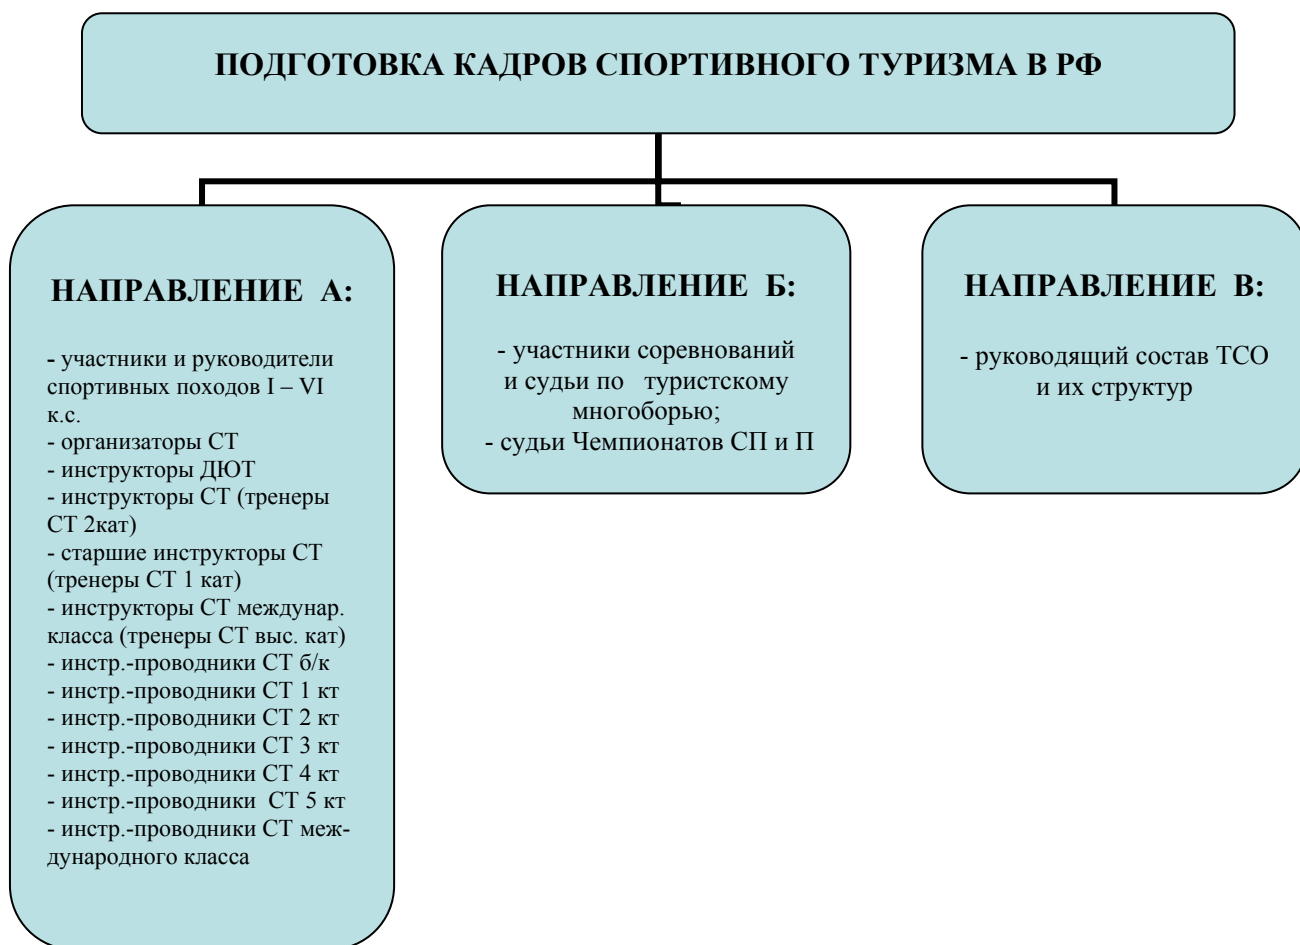 ПОДГОТОВКА КАДРОВ СПОРТИВНОГО ТУРИЗМА В РФ
НАПРАВЛЕНИЕ А:
- участники и руководители
спортивных походов I – VI
к.с.
- организаторы СТ
- инструкторы ДЮТ
- инструкторы СТ (тренеры
СТ 2кат)
- старшие инструкторы СТ
(тренеры СТ 1 кат)
- инструкторы СТ междунар.
класса (тренеры СТ выс. кат)
- инстр.-проводники СТ б/к
- инстр.-проводники СТ 1 кт
- инстр.-проводники СТ 2 кт
- инстр.-проводники СТ 3 кт
- инстр.-проводники СТ 4 кт
- инстр.-проводники СТ 5 кт
- инстр.-проводники СТ меж-
дународного класса
НАПРАВЛЕНИЕ Б:
- участники соревнований
и судьи по туристскому
многоборью;
- судьи Чемпионатов СП и П
НАПРАВЛЕНИЕ В:
- руководящий состав ТСО
и их структур